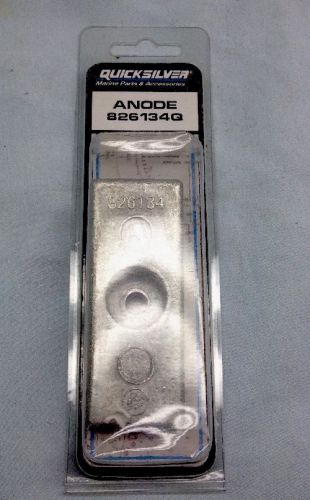 QUICKSILVER
Marine Parts & Accessories
ANODE
826134Q
826134